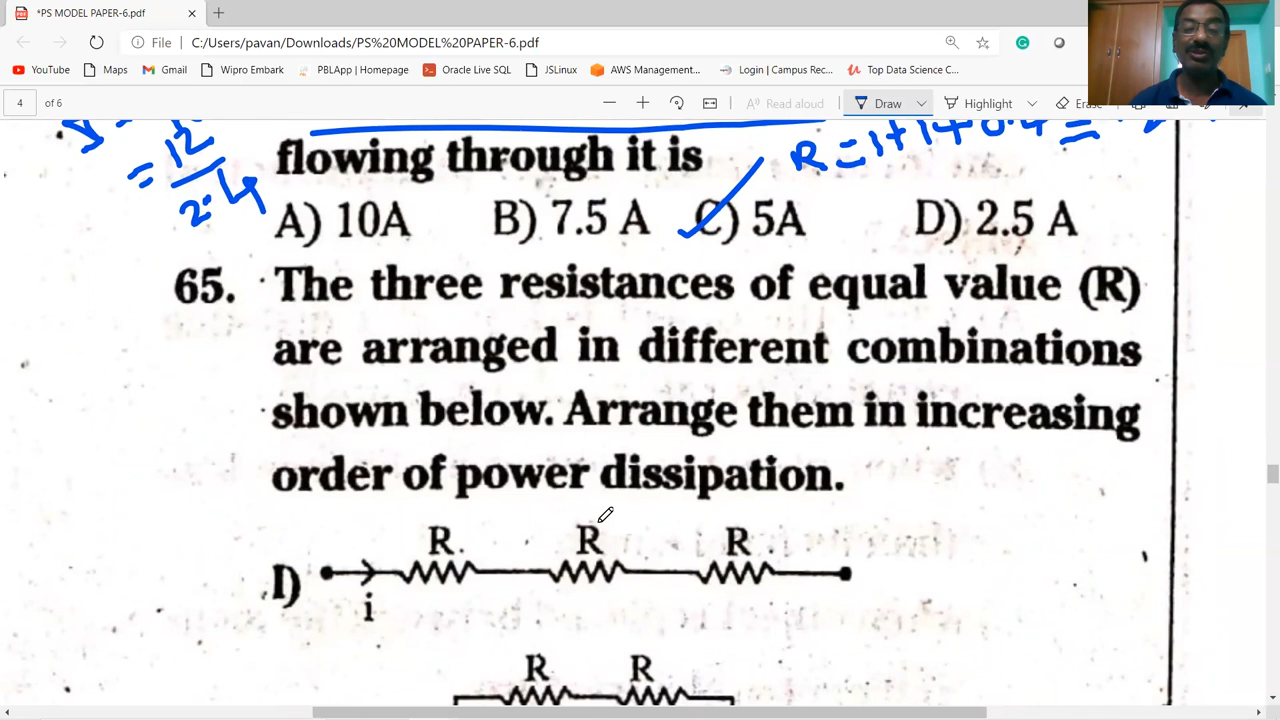 *PS MODEL PAPER-6.pdf
File C:/Users/pavan/Downloads/PS%20MODEL%20PAPER-6.pdf
YouTube Maps Gmail Wipro Embark PBLApp | Homepage Oracle Live SQL JSLinux AWS Management... Login | Campus Rec... Top Data Science C...
4 of 6 Read aloud Draw Highlight Erase
flowing through it is
R = 1+1+0.4 =
= 12
2.4
A) 10A B) 7.5 A C) 5A D) 2.5 A
65. The three resistances of equal value (R)
are arranged in different combinations
shown below. Arrange them in increasing
order of power dissipation.
R R R
I)
i
R R